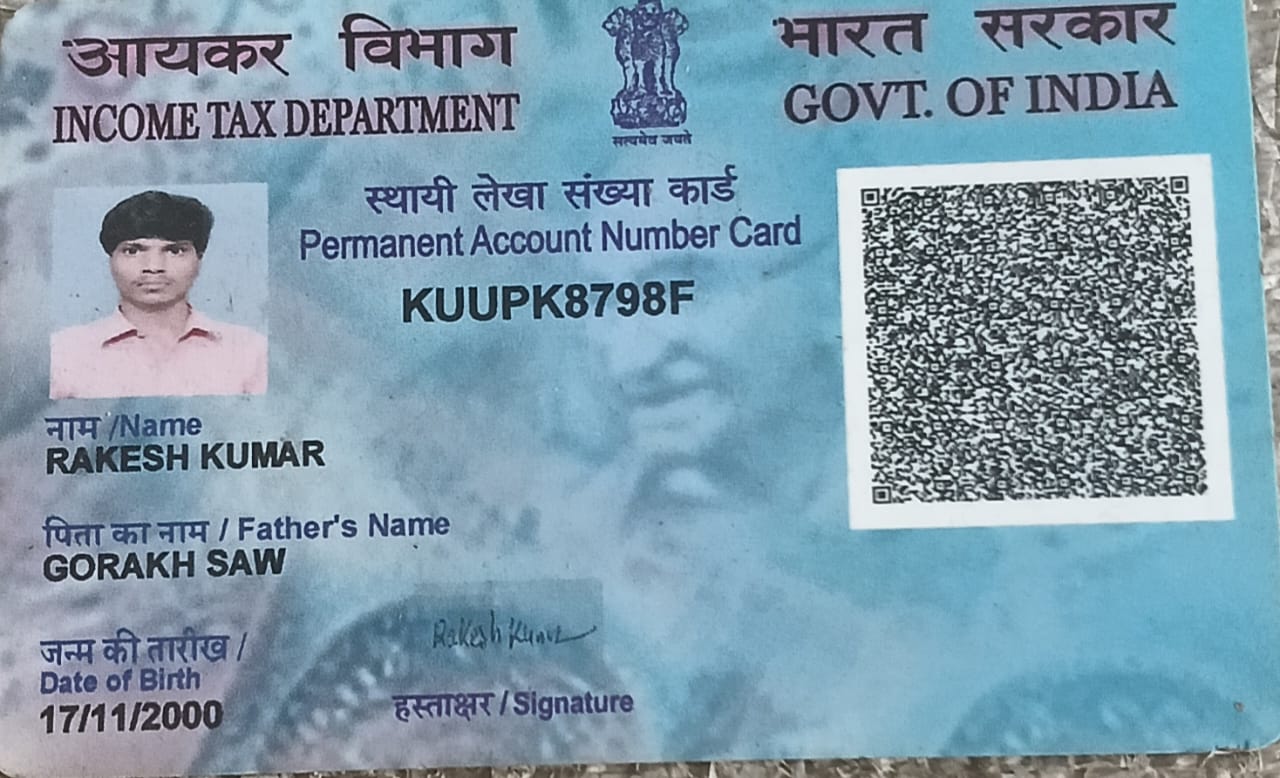 आयकर विभाग
INCOME TAX DEPARTMENT
सत्यमेव जयते
भारत सरकार
GOVT. OF INDIA
स्थायी लेखा संख्या कार्ड
Permanent Account Number Card
KUUPK8798F
नाम /Name
RAKESH KUMAR
पिता का नाम / Father's Name
GORAKH SAW
जन्म की तारीख /
Date of Birth
17/11/2000
Rakesh Kumar
हस्ताक्षर / Signature